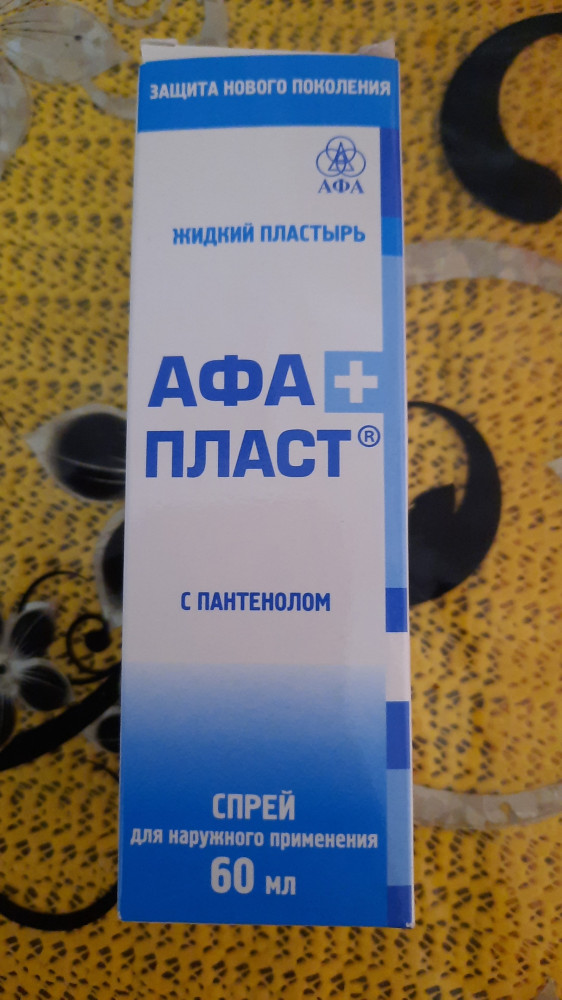 ЗАЩИТА НОВОГО ПОКОЛЕНИЯ
АФА
ЖИДКИЙ ПЛАСТЫРЬ
АФА +
ПЛАСТ®
С ПАНТЕНОЛОМ
СПРЕЙ
для наружного применения
60 мл